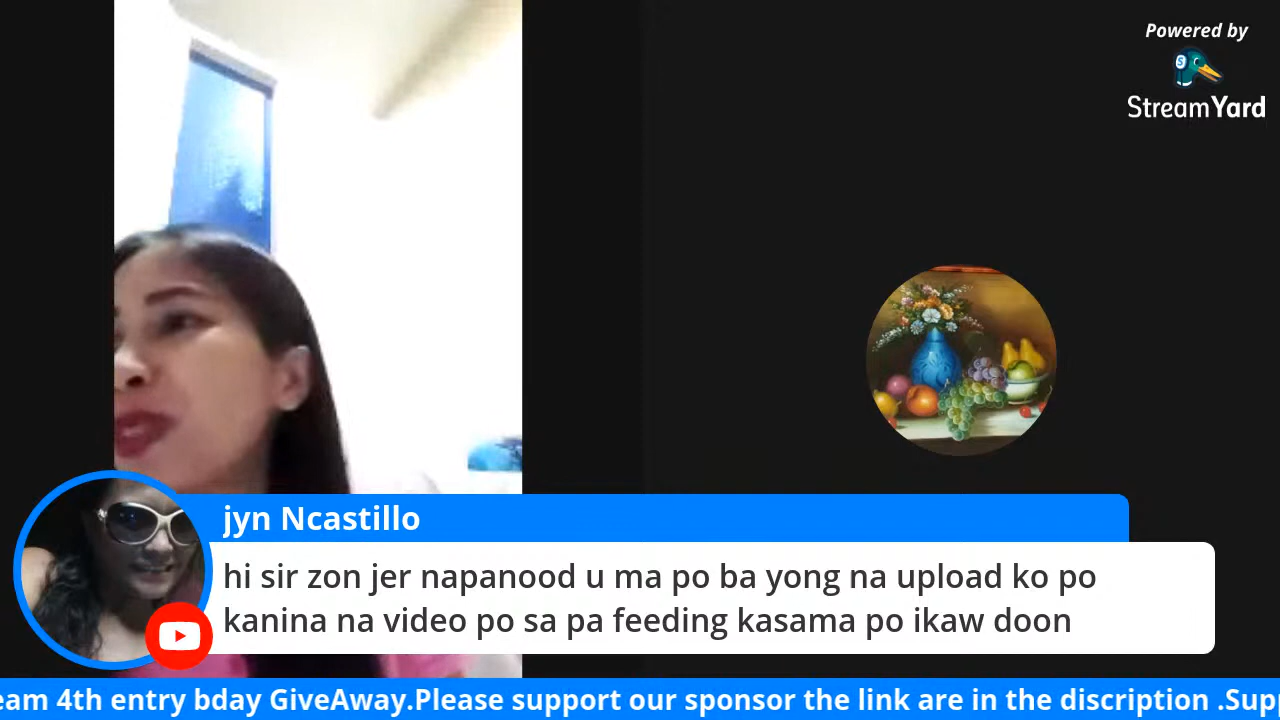 Powered by
StreamYard
jyn Ncastillo
hi sir zon jer napanood u ma po ba yong na upload ko po
kanina na video po sa pa feeding kasama po ikaw doon
eam 4th entry bday GiveAway.Please support our sponsor the link are in the discription .Supp